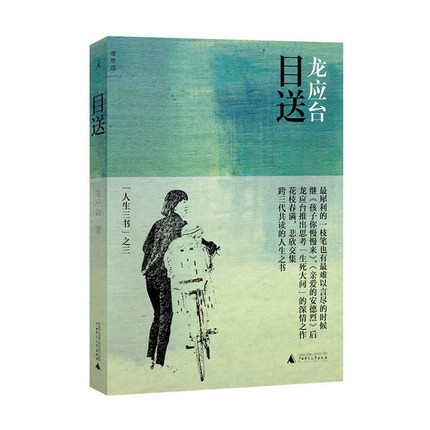 目送
龙应台 著
「人生三书」之三
龙应台
目送
最犀利的一枝笔也有最难以言尽的时候
继《孩子你慢慢来》、《亲爱的安德烈》后
龙应台推出思考「生死大问」的深情之作
花枝春满，悲欣交集
跨三代共读的人生之书